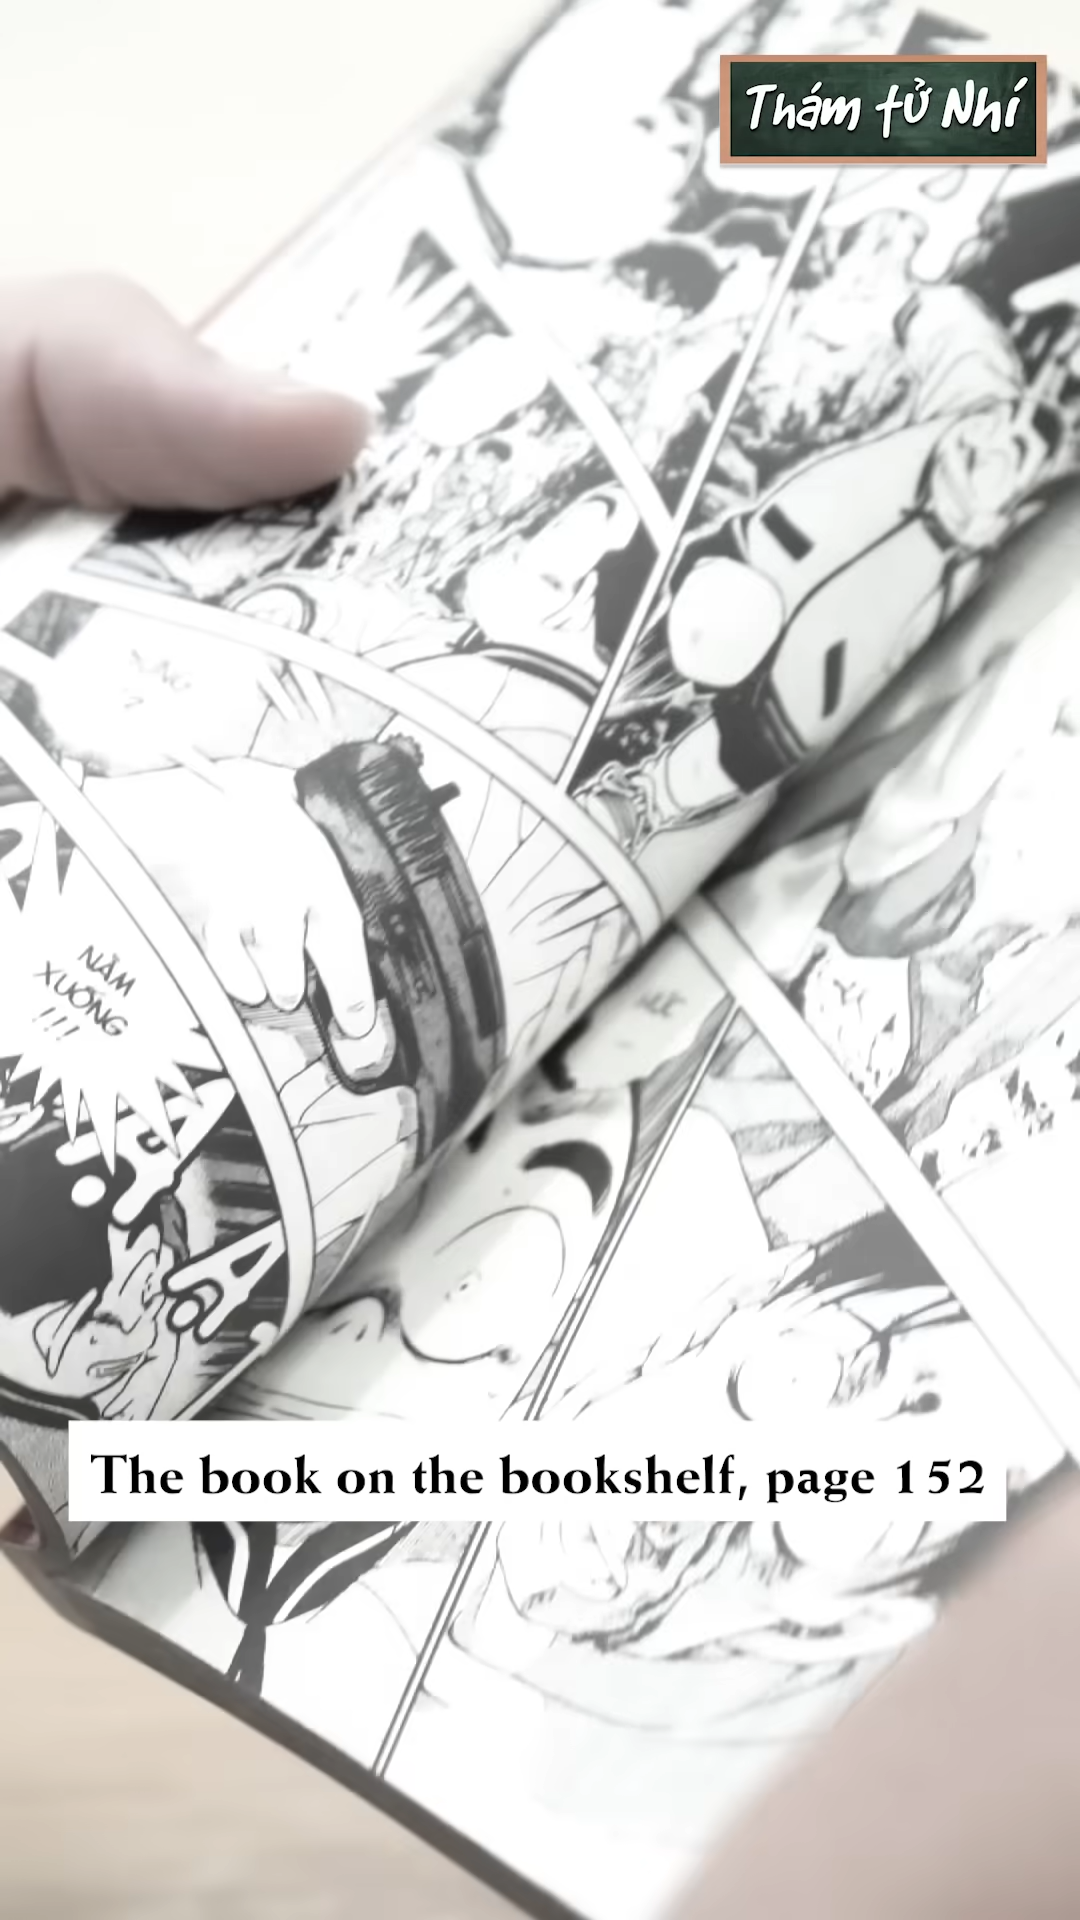 Thám tử Nhí
NẰM
XUỐNG
!!!
The book on the bookshelf, page 152